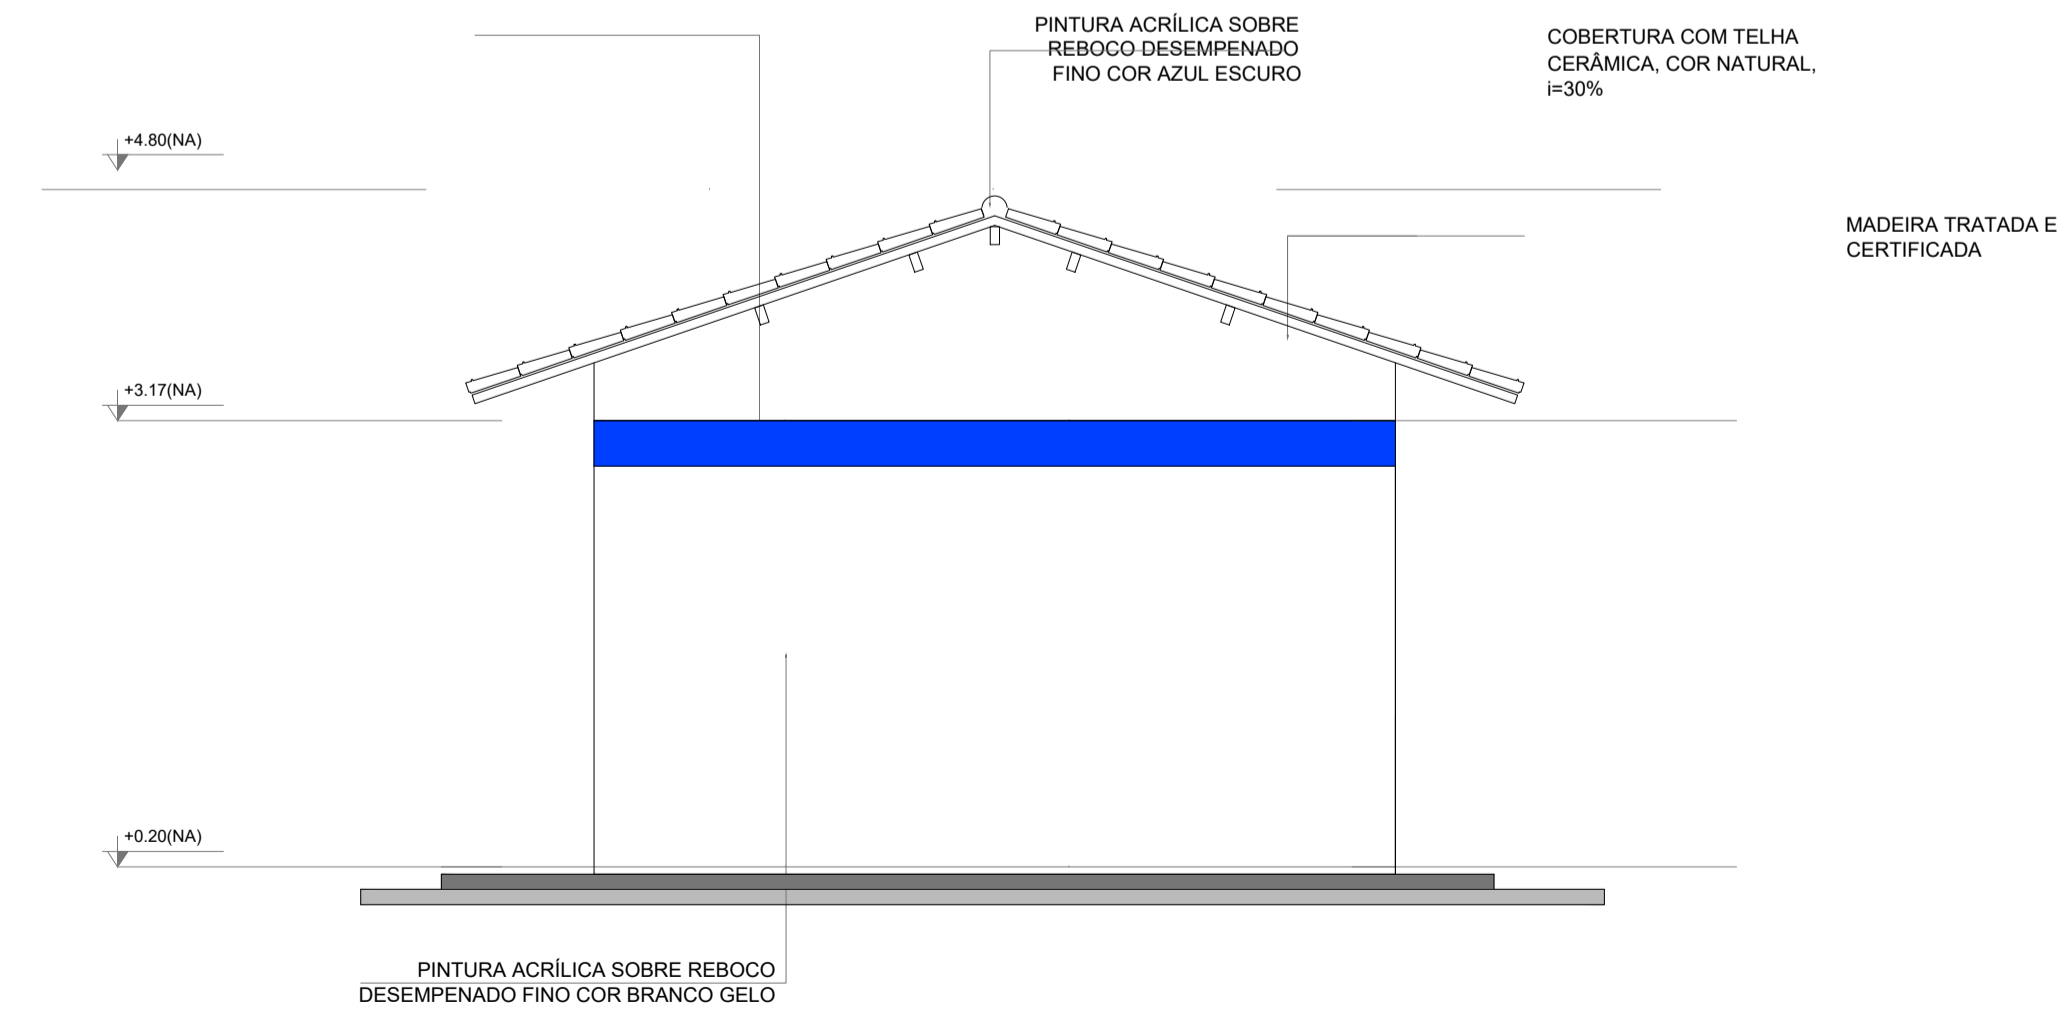 PINTURA ACRÍLICA SOBRE
REBOCO DESEMPENADO
FINO COR AZUL ESCURO
COBERTURA COM TELHA
CERÂMICA, COR NATURAL,
i=30%
+4.80(NA)
MADEIRA TRATADA E
CERTIFICADA
+3.17(NA)
+0.20(NA)
PINTURA ACRÍLICA SOBRE REBOCO
DESEMPENADO FINO COR BRANCO GELO